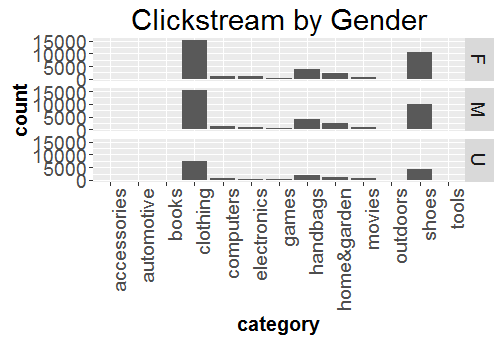 Clickstream by Gender
count
15000
10000
5000
0
F
15000
10000
5000
0
M
15000
10000
5000
0
U
accessories
automotive
books
clothing
computers
electronics
games
handbags
home&garden
movies
outdoors
shoes
tools
category